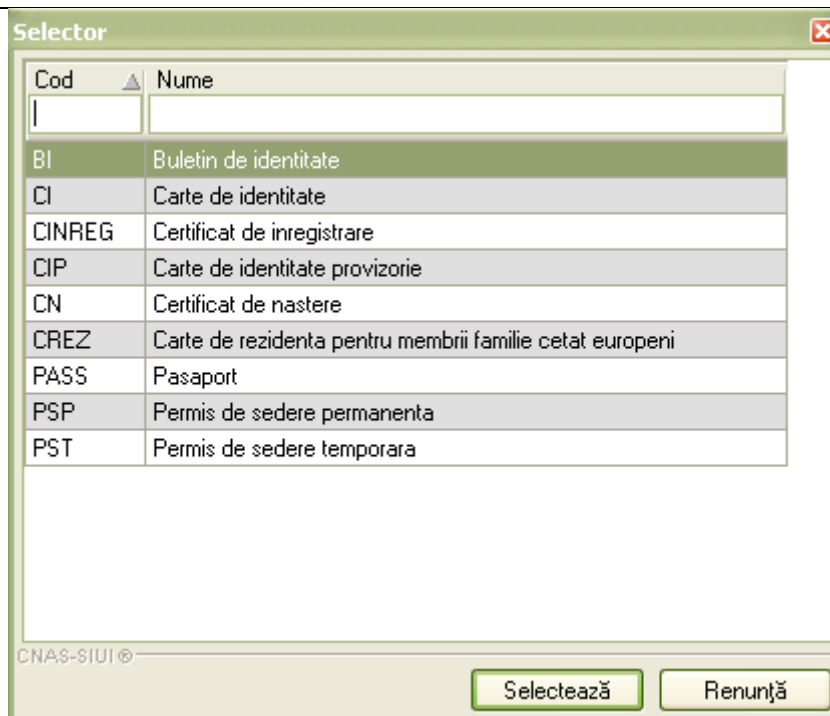 Selector
Cod Nume
BI Buletin de identitate
CI Carte de identitate
CINREG Certificat de inregistrare
CIP Carte de identitate provizorie
CN Certificat de nastere
CREZ Carte de rezidenta pentru membrii familie cetat europeni
PASS Pasaport
PSP Permis de sedere permanenta
PST Permis de sedere temporara
CNAS-SIUI ®
Selectează Renunţă